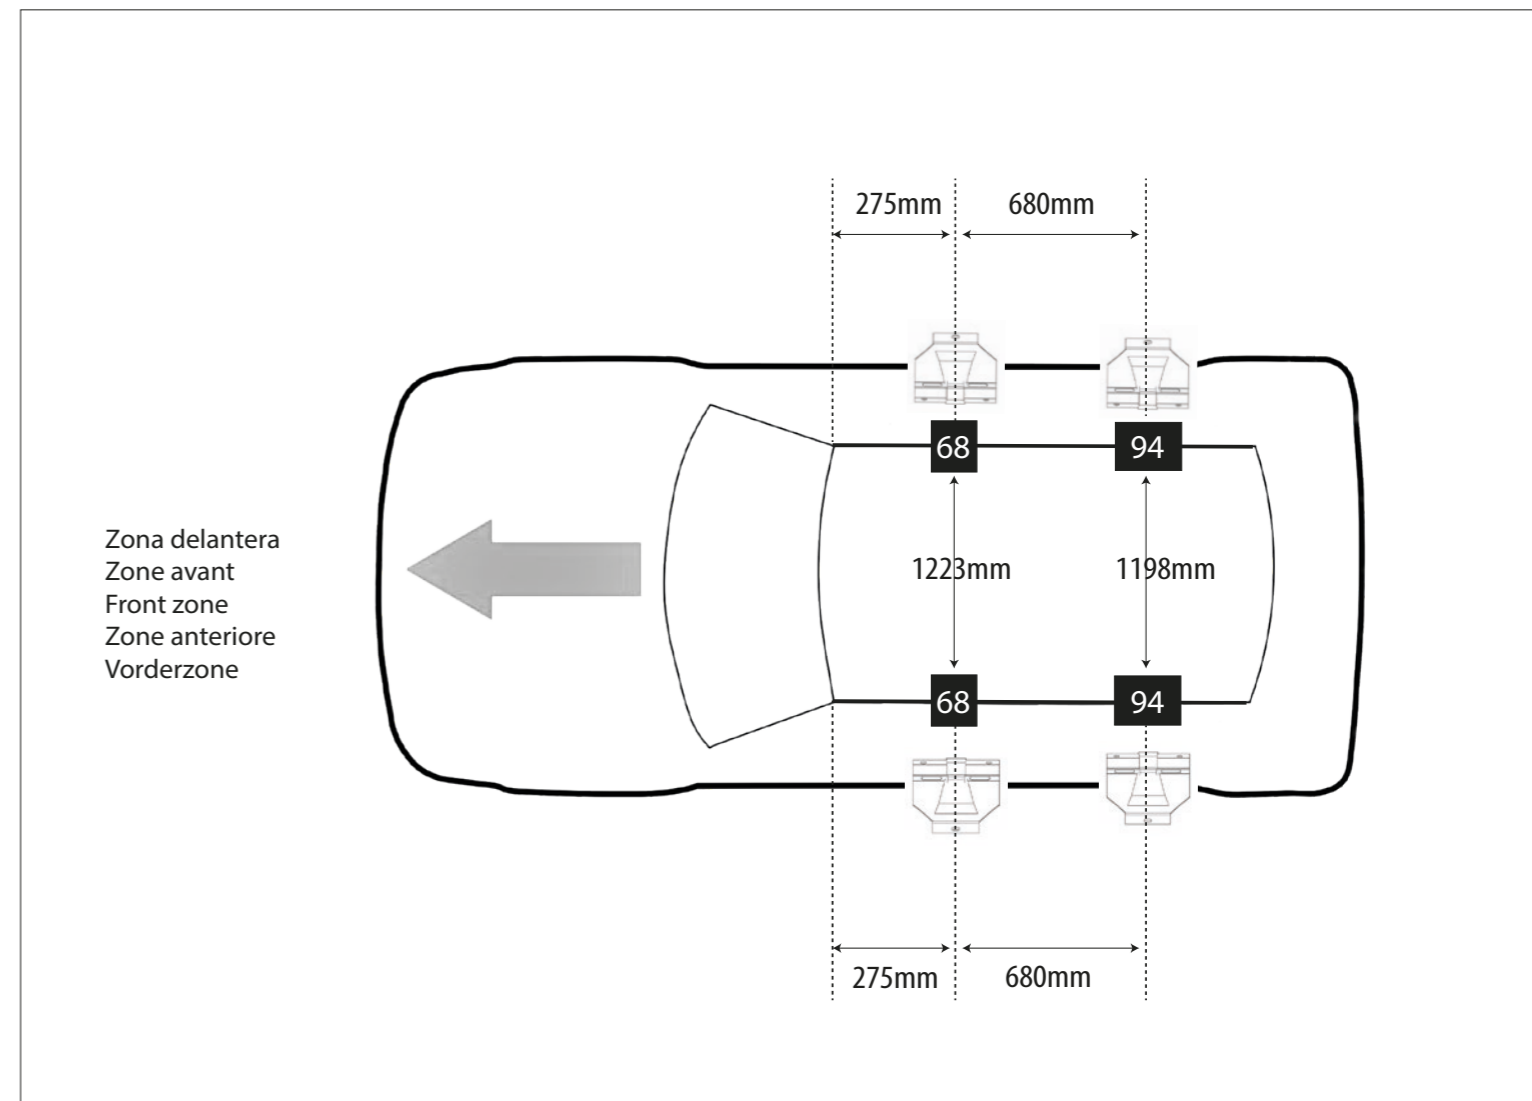 275mm 680mm
68 94
Zona delantera
Zone avant
Front zone
Zone anteriore
Vorderzone
1223mm 1198mm
68 94
275mm 680mm